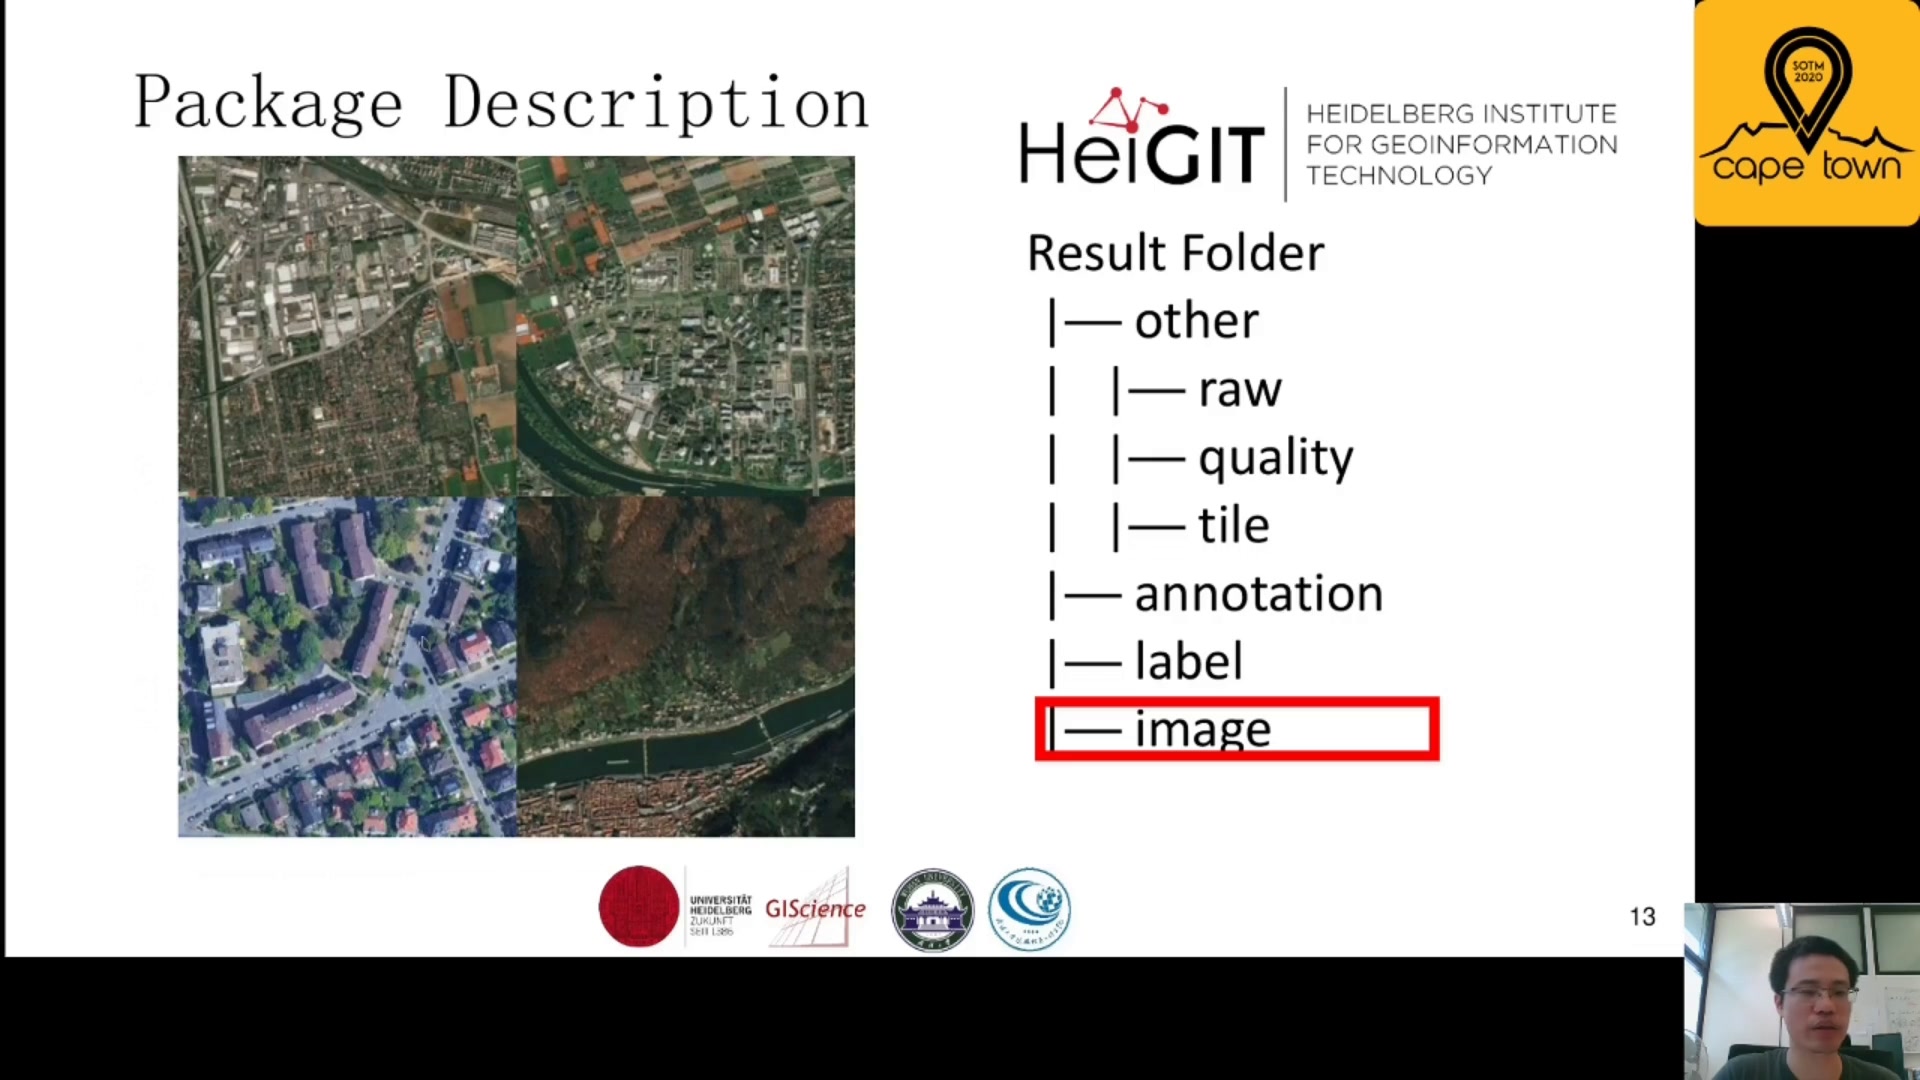 Package Description
HeiGIT
HEIDELBERG INSTITUTE
FOR GEOINFORMATION
TECHNOLOGY
SOTM
2020
cape town
Result Folder
|— other
| |— raw
| |— quality
| |— tile
|— annotation
|— label
|— image
UNIVERSITÄT
HEIDELBERG
ZUKUNFT
SEIT 1386
GIScience
13